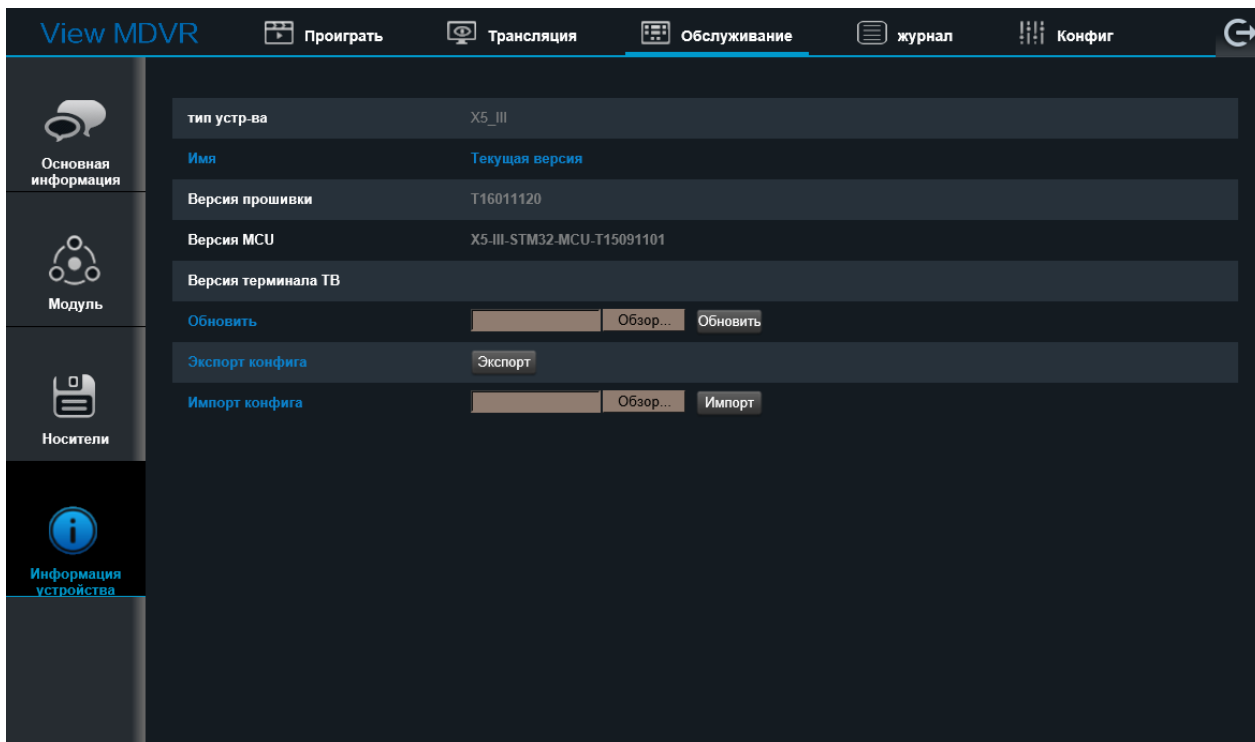 View MDVR Проиграть Трансляция Обслуживание журнал Конфиг
Основная
информация
Модуль
Носители
Информация
устройства
тип устр-ва X5_III
Имя Текущая версия
Версия прошивки T16011120
Версия MCU X5-III-STM32-MCU-T15091101
Версия терминала ТВ
Обновить Обзор... Обновить
Экспорт конфига Экспорт
Импорт конфига Обзор... Импорт